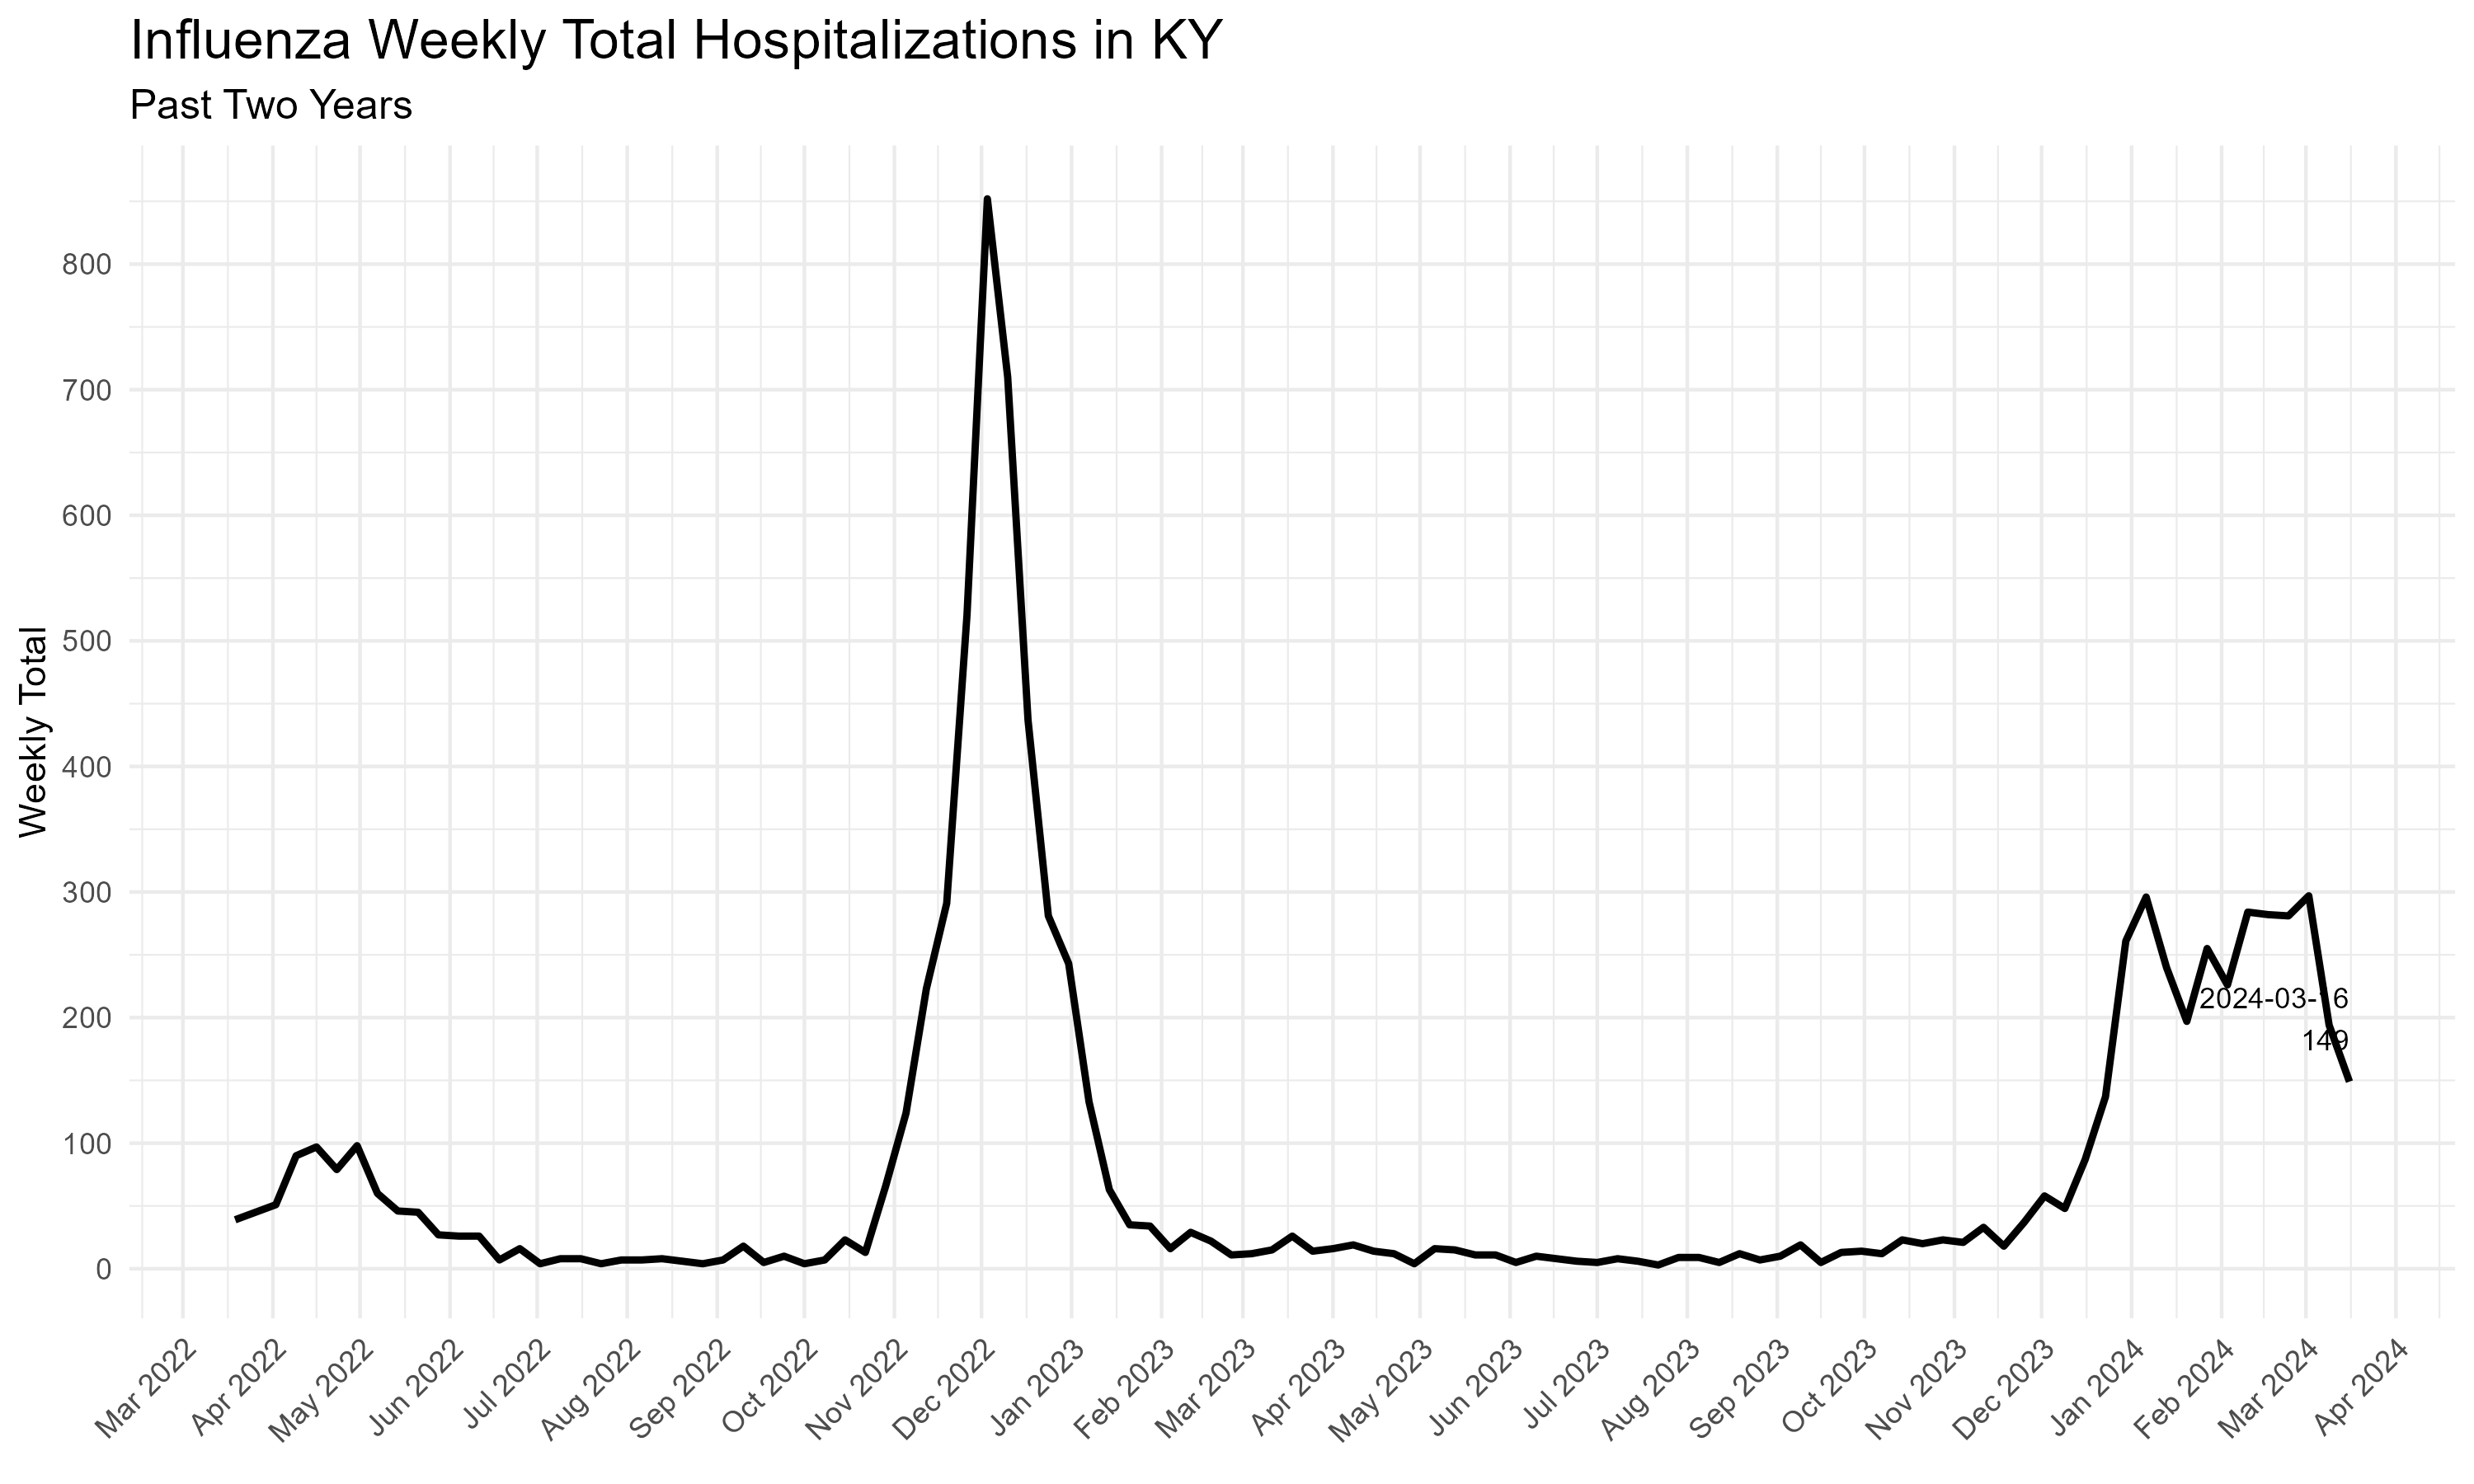 Influenza Weekly Total Hospitalizations in KY
Past Two Years
Weekly Total
800
700
600
500
400
300
200
100
0
2024-03-16
149
Mar 2022
Apr 2022
May 2022
Jun 2022
Jul 2022
Aug 2022
Sep 2022
Oct 2022
Nov 2022
Dec 2022
Jan 2023
Feb 2023
Mar 2023
Apr 2023
May 2023
Jun 2023
Jul 2023
Aug 2023
Sep 2023
Oct 2023
Nov 2023
Dec 2023
Jan 2024
Feb 2024
Mar 2024
Apr 2024